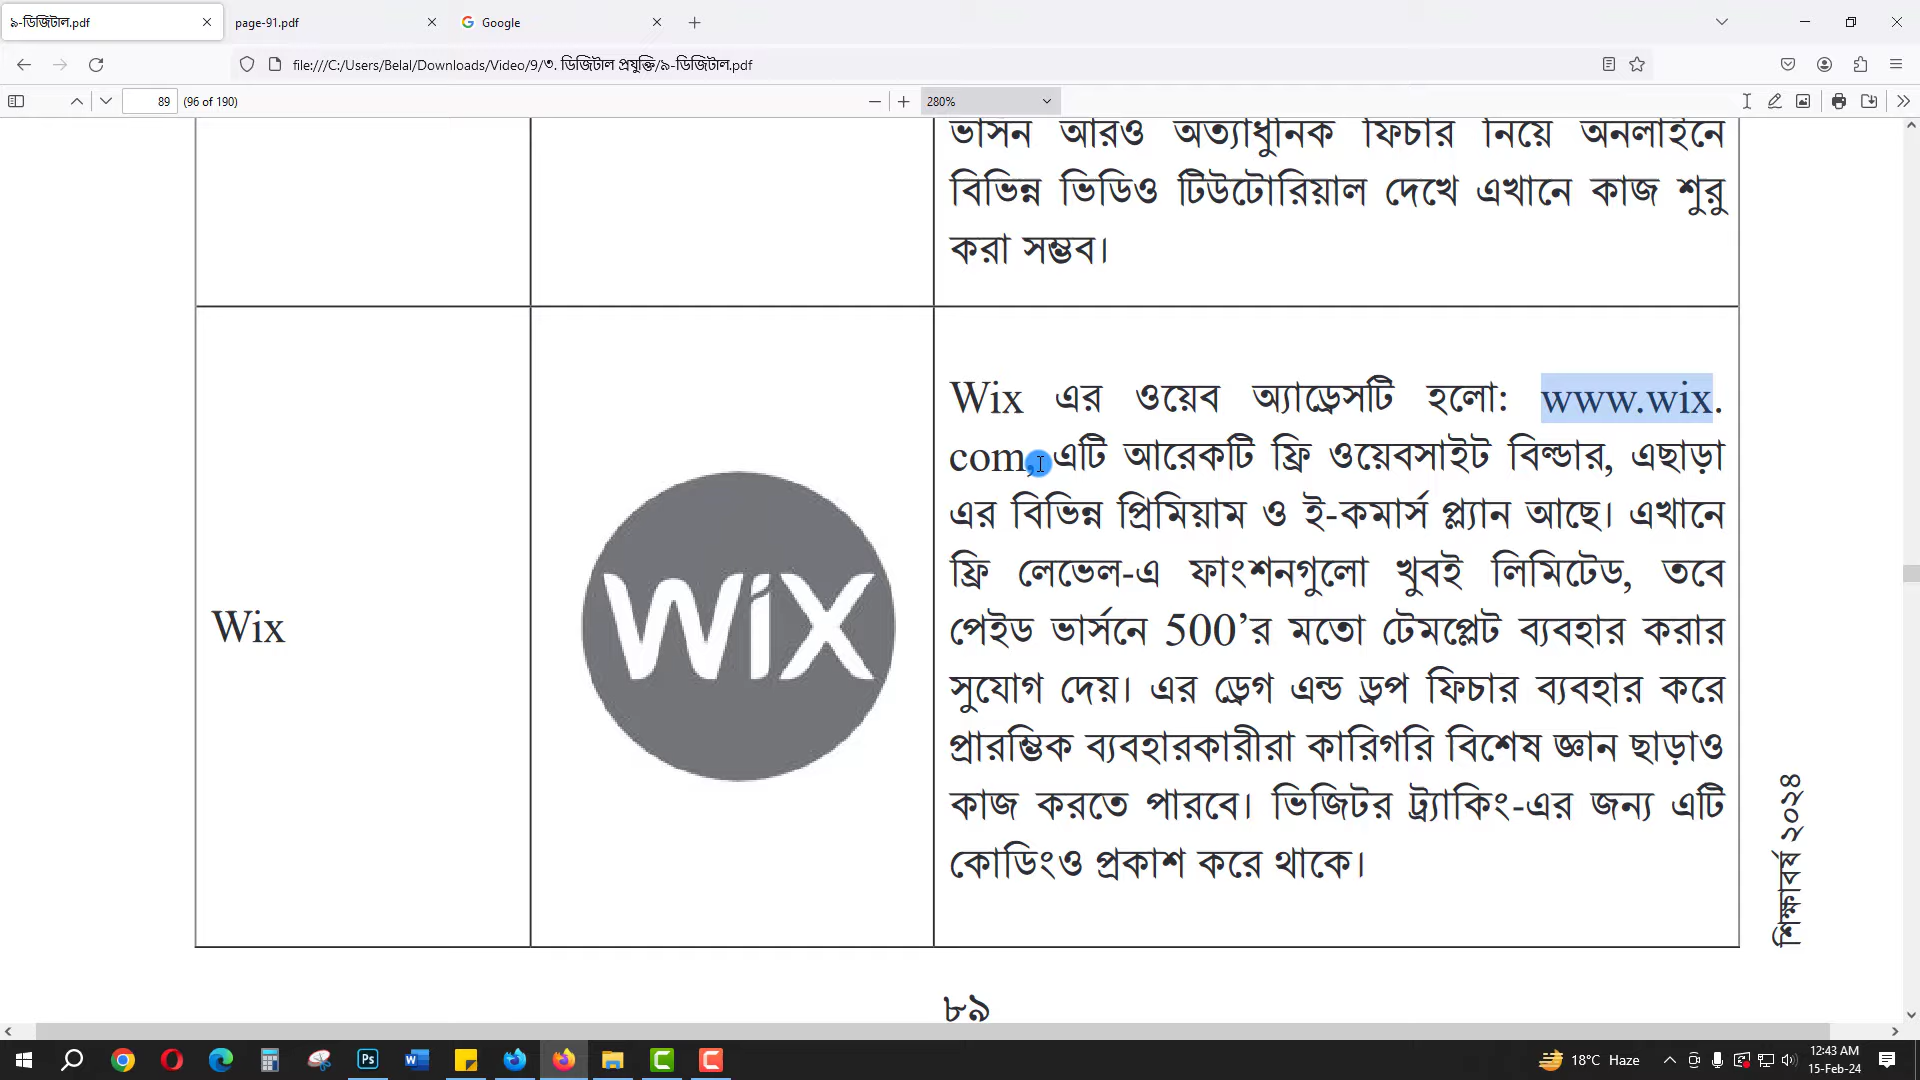 ৯-ডিজিটাল.pdf
page-91.pdf
Google
file:///C:/Users/Belal/Downloads/Video/9/৩. ডিজিটাল প্রযুক্তি/৯-ডিজিটাল.pdf
89 (96 of 190)
280%
ভার্সন আরও অত্যাধুনিক ফিচার নিয়ে অনলাইনে
বিভিন্ন ভিডিও টিউটোরিয়াল দেখে এখানে কাজ শুরু
করা সম্ভব।
Wix
WiX
Wix এর ওয়েব অ্যাড্রেসটি হলো: www.wix.
com, এটি আরেকটি ফ্রি ওয়েবসাইট বিল্ডার, এছাড়া
এর বিভিন্ন প্রিমিয়াম ও ই-কমার্স প্ল্যান আছে। এখানে
ফ্রি লেভেল-এ ফাংশনগুলো খুবই লিমিটেড, তবে
পেইড ভার্সনে 500’র মতো টেমপ্লেট ব্যবহার করার
সুযোগ দেয়। এর ড্রেগ এন্ড ড্রপ ফিচার ব্যবহার করে
প্রারম্ভিক ব্যবহারকারীরা কারিগরি বিশেষ জ্ঞান ছাড়াও
কাজ করতে পারবে। ভিজিটর ট্র্যাকিং-এর জন্য এটি
কোডিংও প্রকাশ করে থাকে।
শিক্ষাবর্ষ ২০২৪
৮৯
Ps
18°C Haze
12:43 AM
15-Feb-24